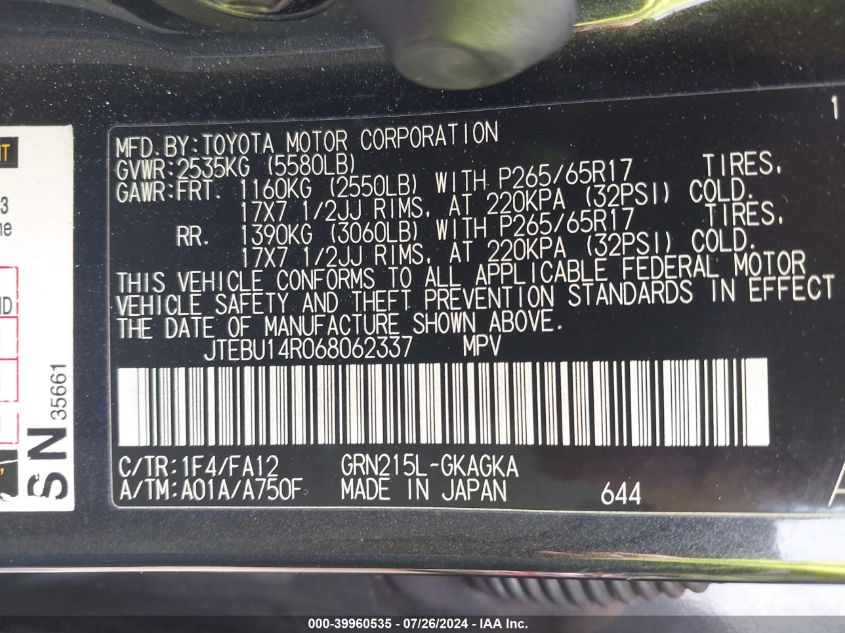 MFD.BY:TOYOTA MOTOR CORPORATION
GVWR:2535KG (5580LB)
GAWR:FRT. 1160KG (2550LB) WITH P265/65R17 TIRES,
17X7 1/2JJ RIMS, AT 220KPA (32PSI) COLD.
RR. 1390KG (3060LB) WITH P265/65R17 TIRES,
17X7 1/2JJ RIMS, AT 220KPA (32PSI) COLD.
THIS VEHICLE CONFORMS TO ALL APPLICABLE FEDERAL MOTOR
VEHICLE SAFETY AND THEFT PREVENTION STANDARDS IN EFFECT
THE DATE OF MANUFACTURE SHOWN ABOVE.
JTEBU14R068062337 MPV
C/TR:1F4/FA12 GRN215L-GKAGKA
A/TM:A01A/A750F MADE IN JAPAN 644
1
3
SN 35661
000-39960535 - 07/26/2024 - IAA Inc.